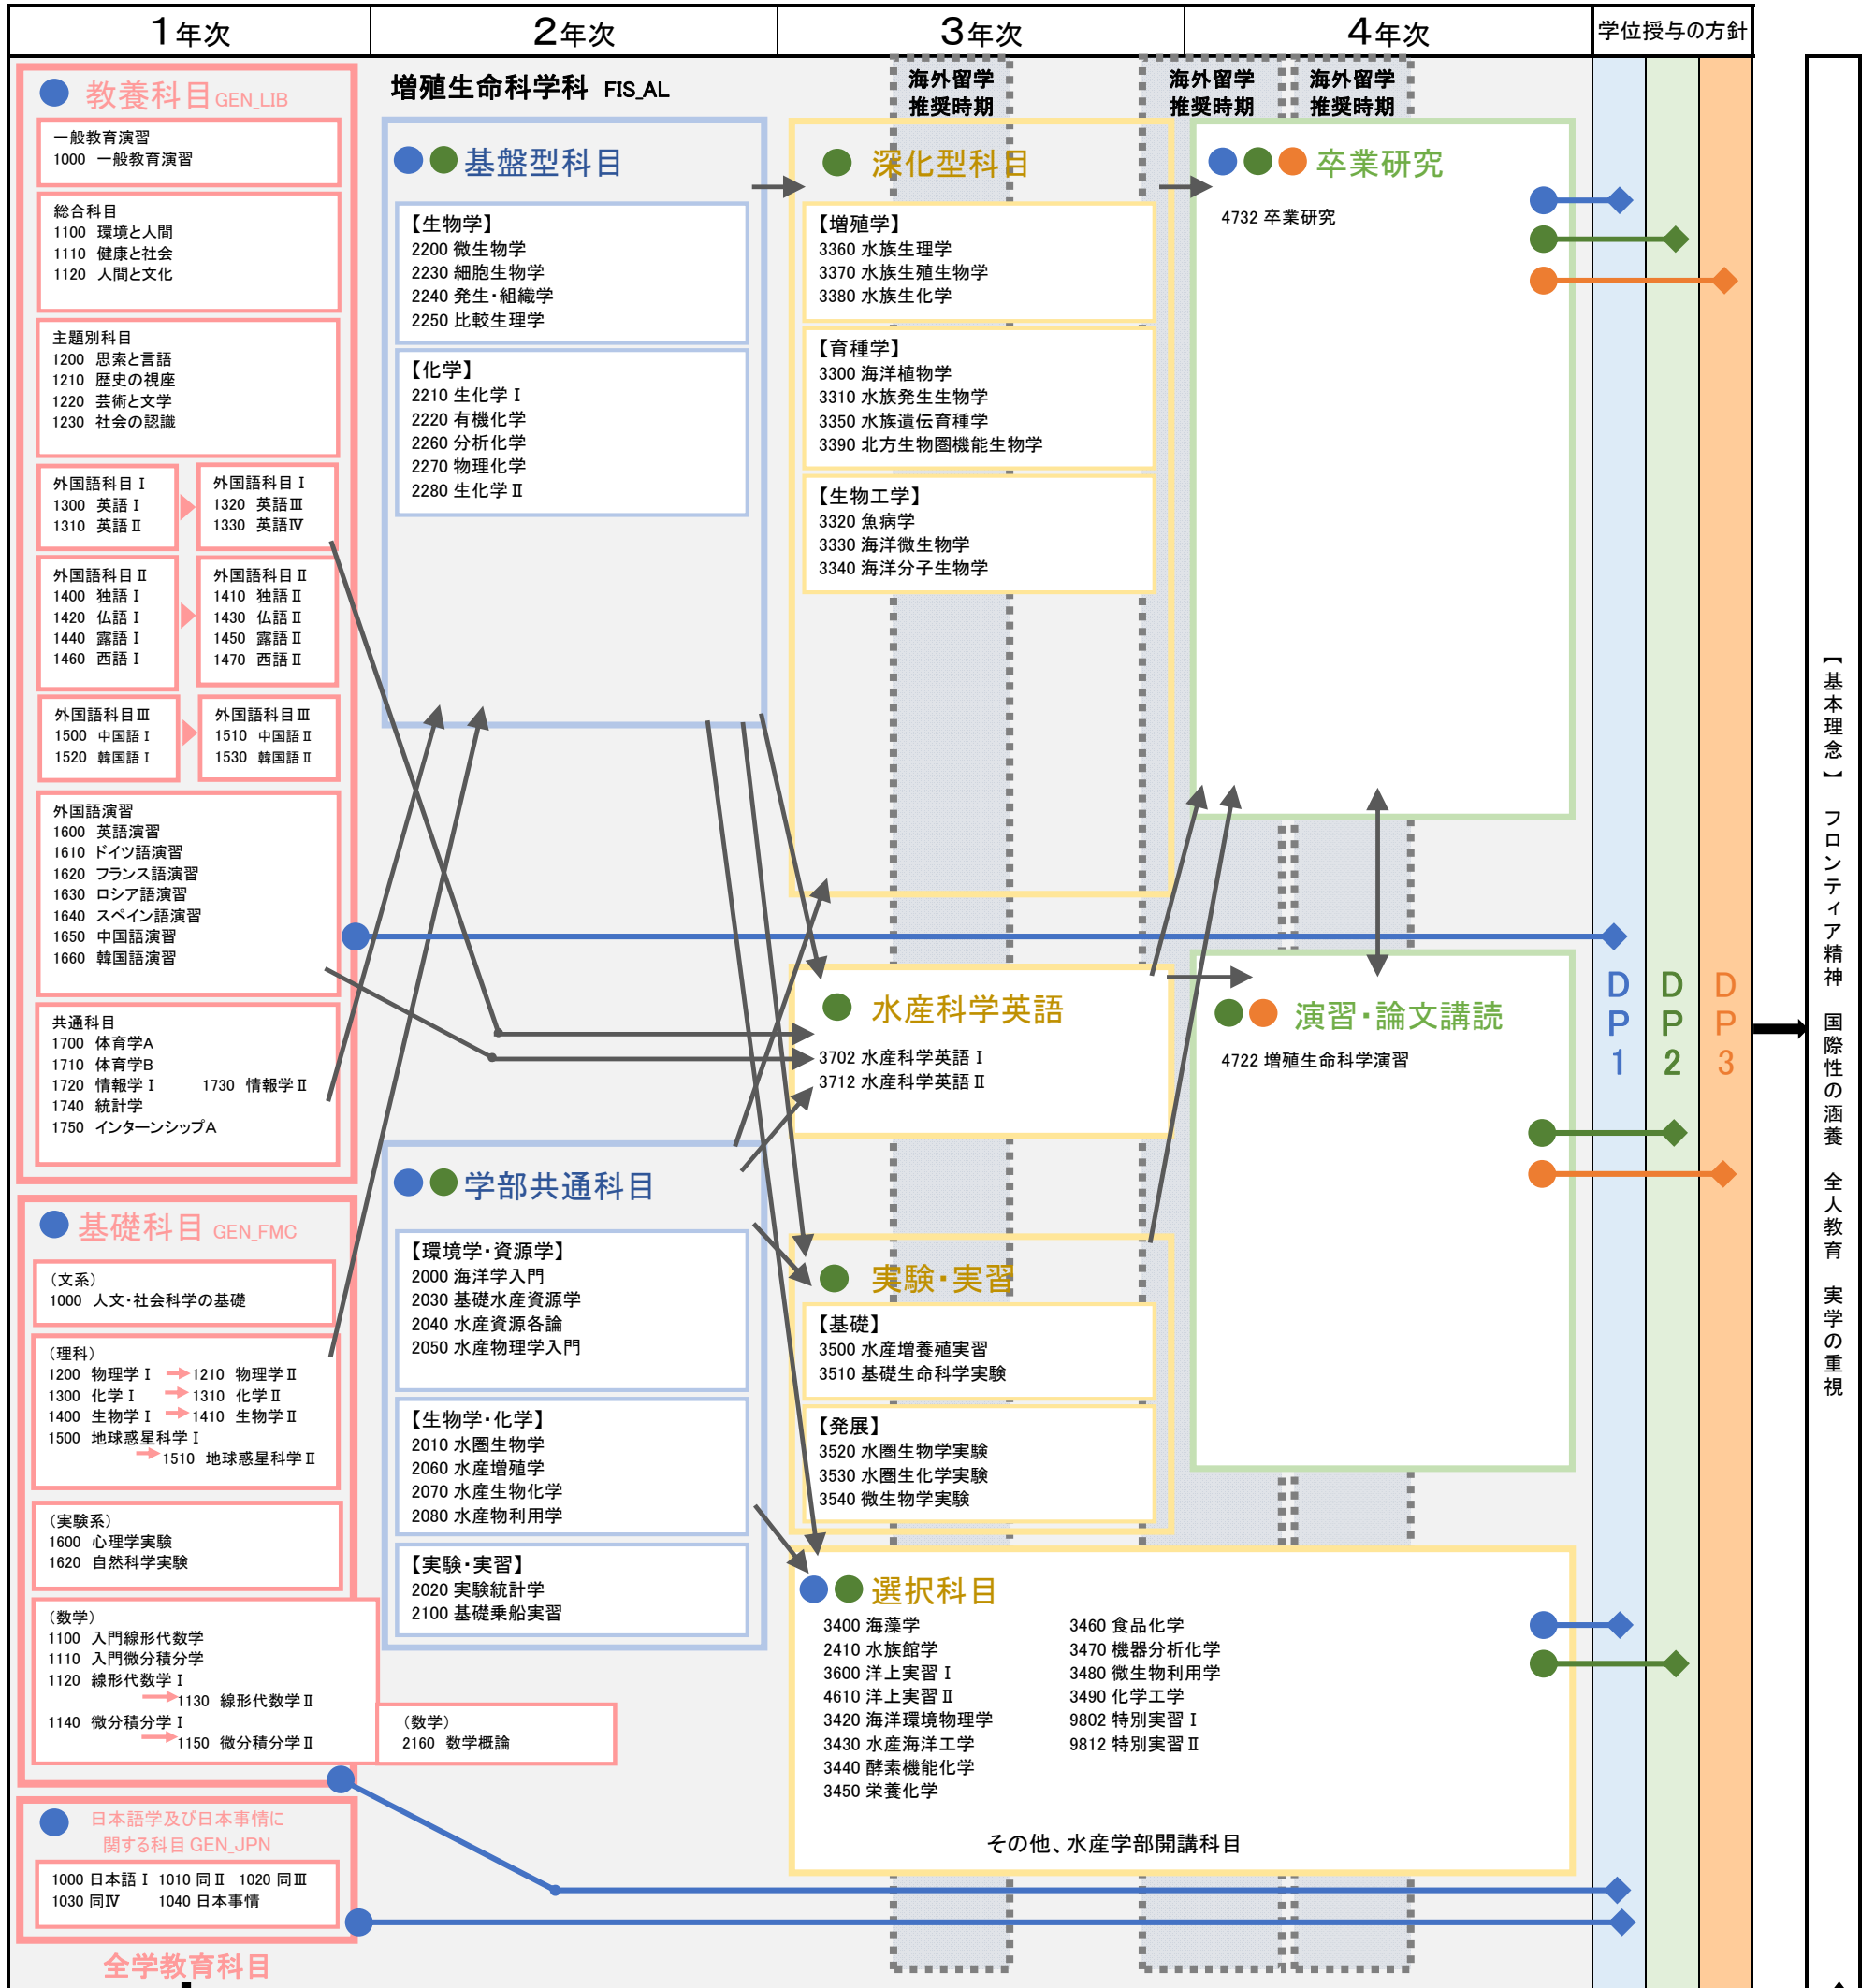 1年次
2年次
3年次
4年次
学位授与の方針
教養科目GEN_LIB
一般教育演習
1000 一般教育演習
総合科目
1100 環境と人間
1110 健康と社会
1120 人間と文化
主題別科目
1200 思索と言語
1210 歴史の視座
1220 芸術と文学
1230 社会の認識
外国語科目Ⅰ
1300 英語Ⅰ
1310 英語Ⅱ
外国語科目Ⅰ
1320 英語Ⅲ
1330 英語Ⅳ
外国語科目Ⅱ
1400 独語Ⅰ
1420 仏語Ⅰ
1440 露語Ⅰ
1460 西語Ⅰ
外国語科目Ⅱ
1410 独語Ⅱ
1430 仏語Ⅱ
1450 露語Ⅱ
1470 西語Ⅱ
外国語科目Ⅲ
1500 中国語Ⅰ
1520 韓国語Ⅰ
外国語科目Ⅲ
1510 中国語Ⅱ
1530 韓国語Ⅱ
外国語演習
1600 英語演習
1610 ドイツ語演習
1620 フランス語演習
1630 ロシア語演習
1640 スペイン語演習
1650 中国語演習
1660 韓国語演習
共通科目
1700 体育学A
1710 体育学B
1720 情報学Ⅰ 1730 情報学Ⅱ
1740 統計学
1750 インターンシップA
基礎科目 GEN_FMC
（文系）
1000 人文・社会科学の基礎
（理科）
1200 物理学Ⅰ 1210 物理学Ⅱ
1300 化学Ⅰ 1310 化学Ⅱ
1400 生物学Ⅰ 1410 生物学Ⅱ
1500 地球惑星科学Ⅰ
1510 地球惑星科学Ⅱ
（実験系）
1600 心理学実験
1620 自然科学実験
（数学）
1100 入門線形代数学
1110 入門微分積分学
1120 線形代数学Ⅰ
1130 線形代数学Ⅱ
1140 微分積分学Ⅰ
1150 微分積分学Ⅱ
（数学）
2160 数学概論
日本語学及び日本事情に
関する科目 GEN_JPN
1000 日本語Ⅰ 1010 同Ⅱ 1020 同Ⅲ
1030 同Ⅳ 1040 日本事情
全学教育科目
増殖生命科学科 FIS_AL
基盤型科目
【生物学】
2200 微生物学
2230 細胞生物学
2240 発生・組織学
2250 比較生理学
【化学】
2210 生化学Ⅰ
2220 有機化学
2260 分析化学
2270 物理化学
2280 生化学Ⅱ
学部共通科目
【環境学・資源学】
2000 海洋学入門
2030 基礎水産資源学
2040 水産資源各論
2050 水産物理学入門
【生物学・化学】
2010 水圏生物学
2060 水産増殖学
2070 水産生物化学
2080 水産物利用学
【実験・実習】
2020 実験統計学
2100 基礎乗船実習
海外留学
推奨時期
海外留学
推奨時期
海外留学
推奨時期
深化型科目
【増殖学】
3360 水族生理学
3370 水族生殖生物学
3380 水族生化学
【育種学】
3300 海洋植物学
3310 水族発生生物学
3350 水族遺伝育種学
3390 北方生物圏機能生物学
【生物工学】
3320 魚病学
3330 海洋微生物学
3340 海洋分子生物学
水産科学英語
3702 水産科学英語Ⅰ
3712 水産科学英語Ⅱ
実験・実習
【基礎】
3500 水産増養殖実習
3510 基礎生命科学実験
【発展】
3520 水圏生物学実験
3530 水圏生化学実験
3540 微生物学実験
選択科目
3400 海藻学
2410 水族館学
3600 洋上実習Ⅰ
4610 洋上実習Ⅱ
3420 海洋環境物理学
3430 水産海洋工学
3440 酵素機能化学
3450 栄養化学
3460 食品化学
3470 機器分析化学
3480 微生物利用学
3490 化学工学
9802 特別実習Ⅰ
9812 特別実習Ⅱ
その他、水産学部開講科目
卒業研究
4732 卒業研究
演習・論文講読
4722 増殖生命科学演習
DP1
DP2
DP3
【基本理念】 フロンティア精神 国際性の涵養 全人教育 実学の重視